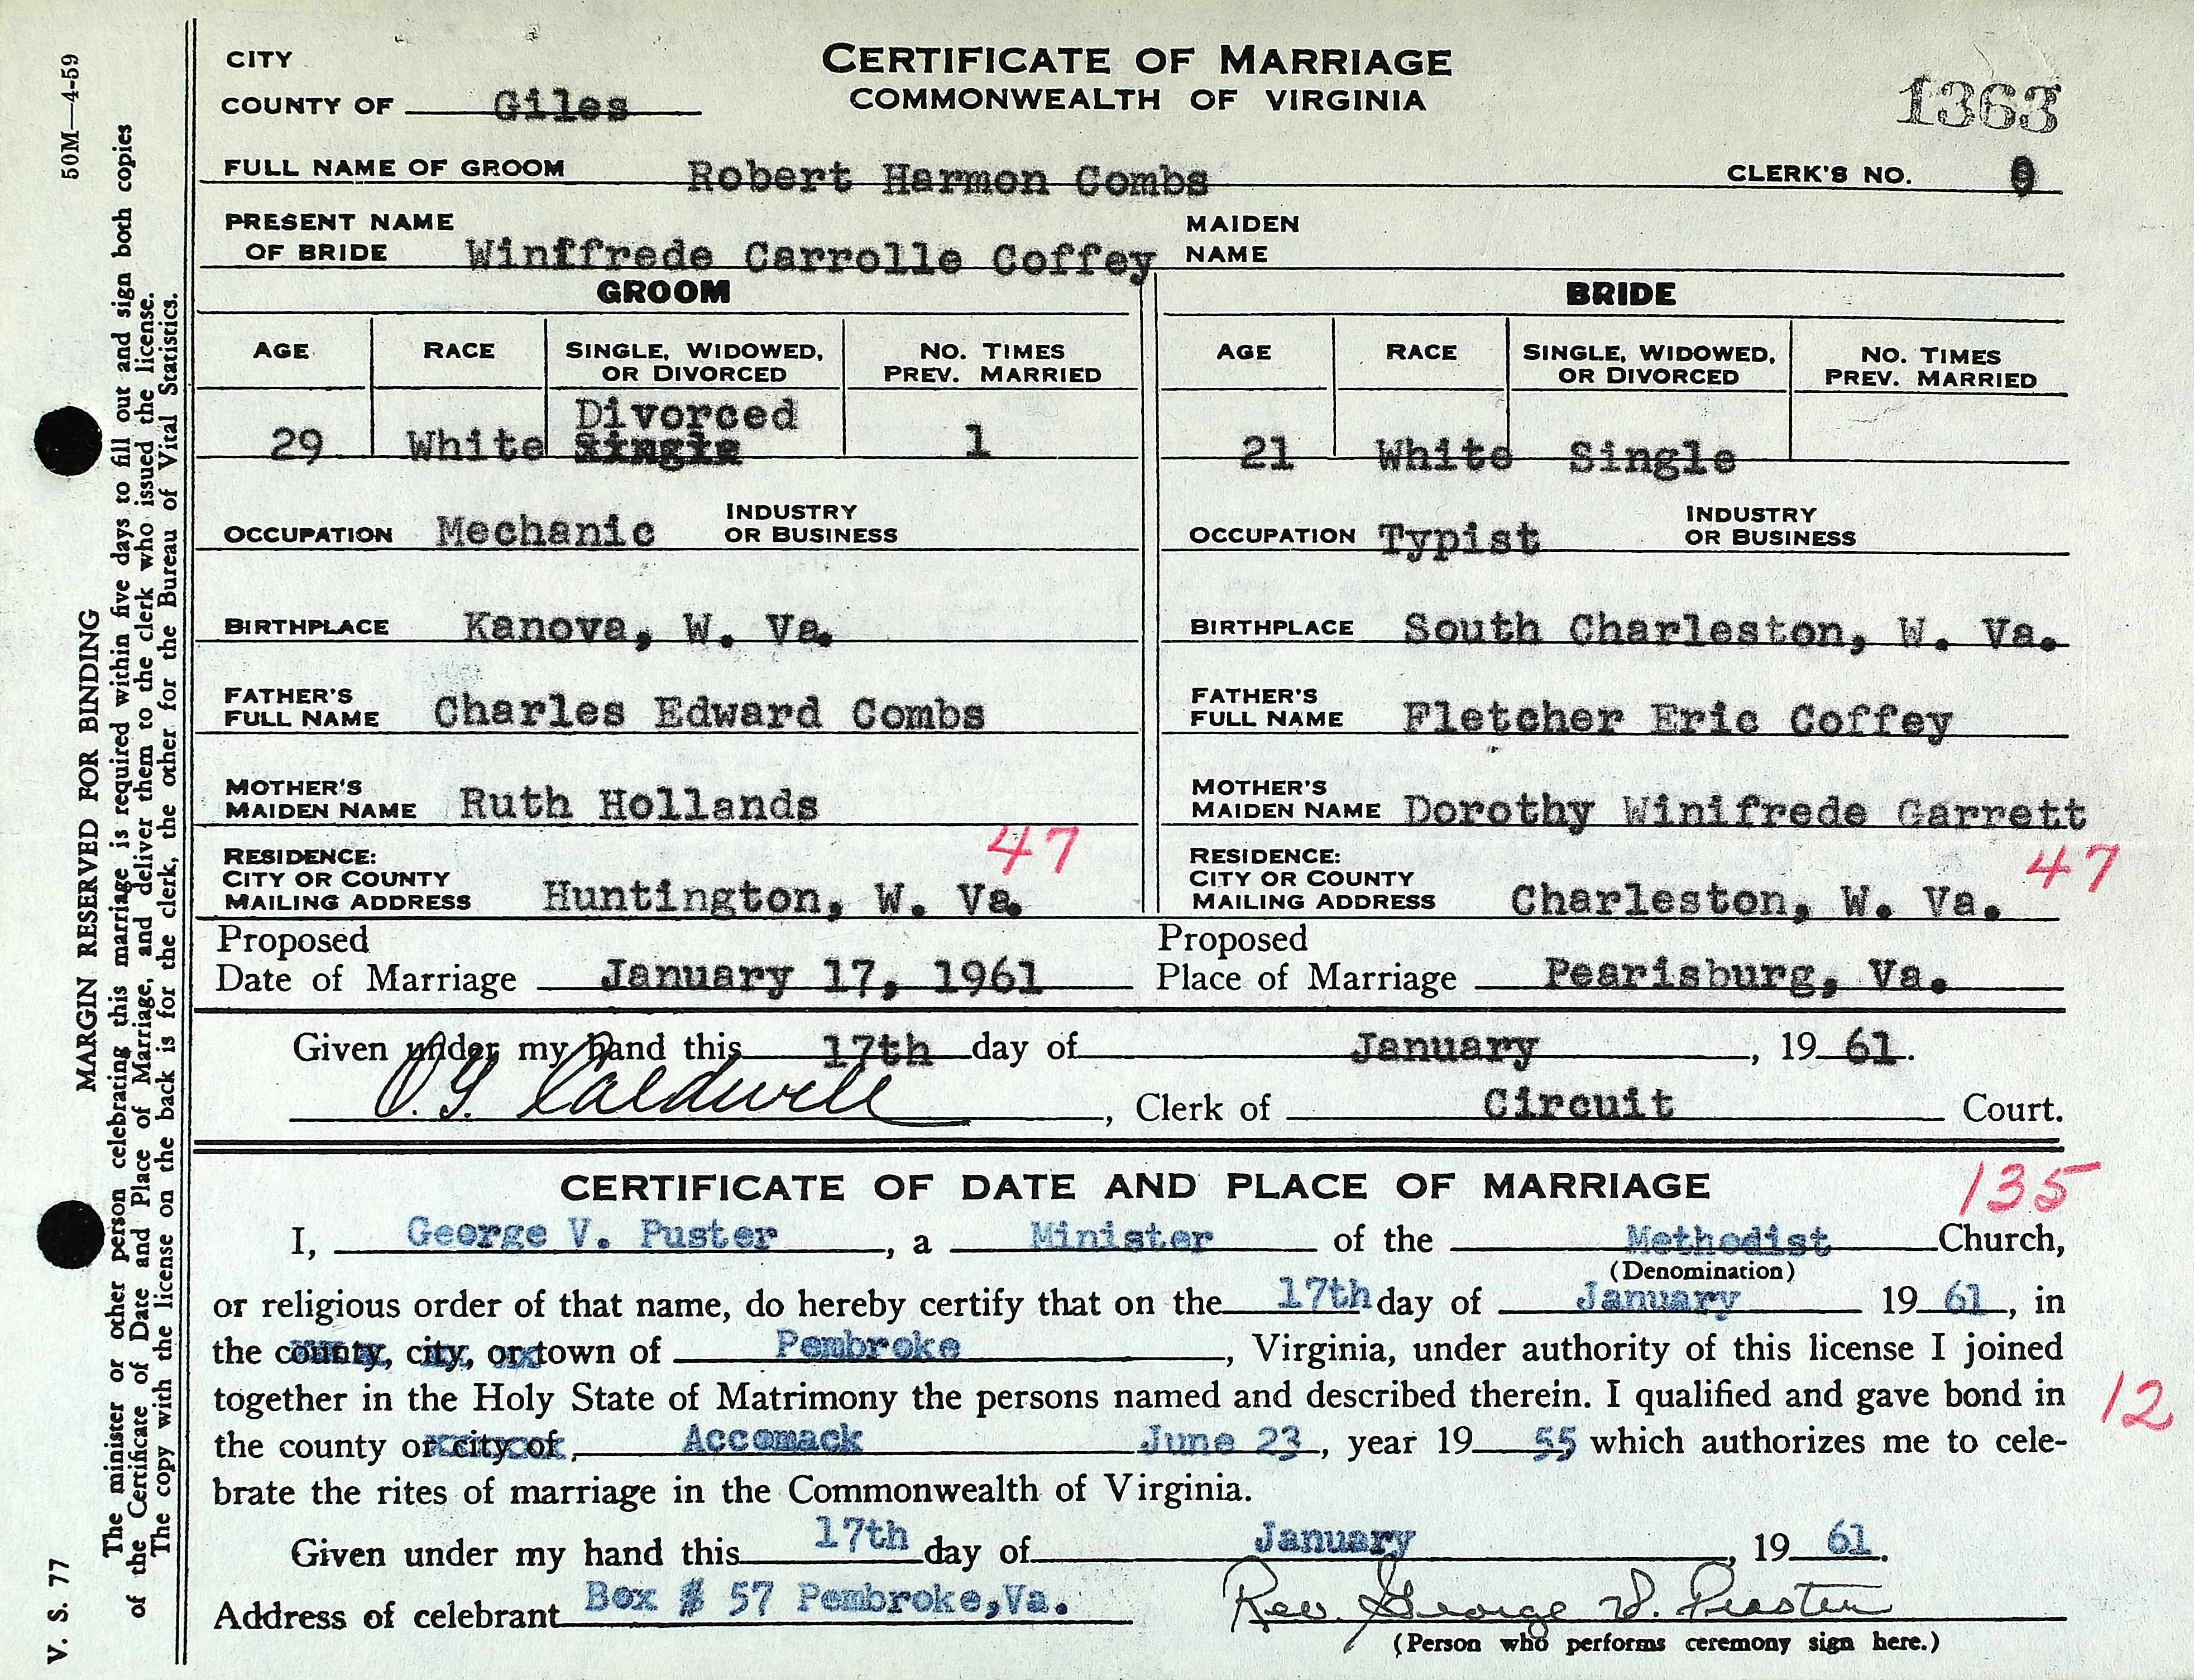 CITY
CERTIFICATE OF MARRIAGE
COUNTY OF Giles
COMMONWEALTH OF VIRGINIA
1363
FULL NAME OF GROOM Robert Harmon Combs CLERK'S NO.
PRESENT NAME OF BRIDE Winffrede Carrolle Coffey MAIDEN NAME
GROOM BRIDE
AGE RACE SINGLE, WIDOWED, OR DIVORCED NO. TIMES PREV. MARRIED AGE RACE SINGLE, WIDOWED, OR DIVORCED NO. TIMES PREV. MARRIED
Divorced
29 White Single 1 21 White Single
OCCUPATION Mechanic INDUSTRY OR BUSINESS OCCUPATION Typist INDUSTRY OR BUSINESS
BIRTHPLACE Kanova, W. Va. BIRTHPLACE South Charleston, W. Va.
FATHER'S FULL NAME Charles Edward Combs FATHER'S FULL NAME Fletcher Eric Coffey
MOTHER'S MAIDEN NAME Ruth Hollands MOTHER'S MAIDEN NAME Dorothy Winifrede Garrett
47 47
RESIDENCE: CITY OR COUNTY MAILING ADDRESS Huntington, W. Va. RESIDENCE: CITY OR COUNTY MAILING ADDRESS Charleston, W. Va.
Proposed Date of Marriage January 17, 1961 Proposed Place of Marriage Pearisburg, Va.
Given under my hand this 17th day of January, 19 61.
Caldwell, Clerk of Circuit Court.
CERTIFICATE OF DATE AND PLACE OF MARRIAGE
135
I, George V. Puster, a Minister of the Methodist Church,
(Denomination)
or religious order of that name, do hereby certify that on the 17th day of January 19 61, in
the county, city, or town of Pembroke, Virginia, under authority of this license I joined
together in the Holy State of Matrimony the persons named and described therein. I qualified and gave bond in
12
the county or city of Accomack June 23, year 19 55 which authorizes me to cele-
brate the rites of marriage in the Commonwealth of Virginia.
Given under my hand this 17th day of January, 19 61.
Address of celebrant Box # 57 Pembroke,Va. Rev. George V. Puster
(Person who performs ceremony sign here.)
50M—4-59
MARGIN RESERVED FOR BINDING
V. S. 77
The minister or other person celebrating this marriage is required within five days to fill out and sign both copies
of the Certificate of Date and Place of Marriage, and deliver them to the clerk who issued the license.
The copy with the license on the back is for the clerk, the other for the Bureau of Vital Statistics.